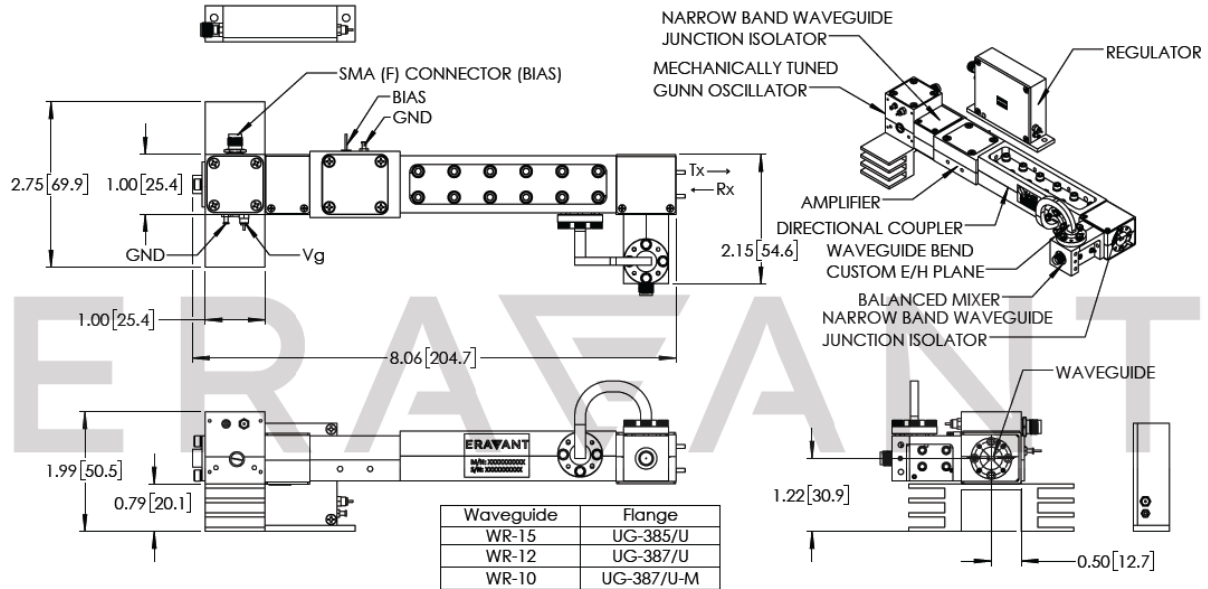 SMA (F) CONNECTOR (BIAS)
BIAS
GND
2.75[69.9]
1.00[25.4]
Tx
Rx
GND
Vg
2.15[54.6]
1.00[25.4]
8.06[204.7]
NARROW BAND WAVEGUIDE
JUNCTION ISOLATOR
MECHANICALLY TUNED
GUNN OSCILLATOR
REGULATOR
AMPLIFIER
DIRECTIONAL COUPLER
WAVEGUIDE BEND
CUSTOM E/H PLANE
BALANCED MIXER
NARROW BAND WAVEGUIDE
JUNCTION ISOLATOR
ERAVANT
1.99[50.5]
0.79[20.1]
ERAVANT
M/N: XXXXXXXXXX
S/N: XXXXXXXXXX
WAVEGUIDE
1.22[30.9]
0.50[12.7]
Waveguide Flange
WR-15 UG-385/U
WR-12 UG-387/U
WR-10 UG-387/U-M